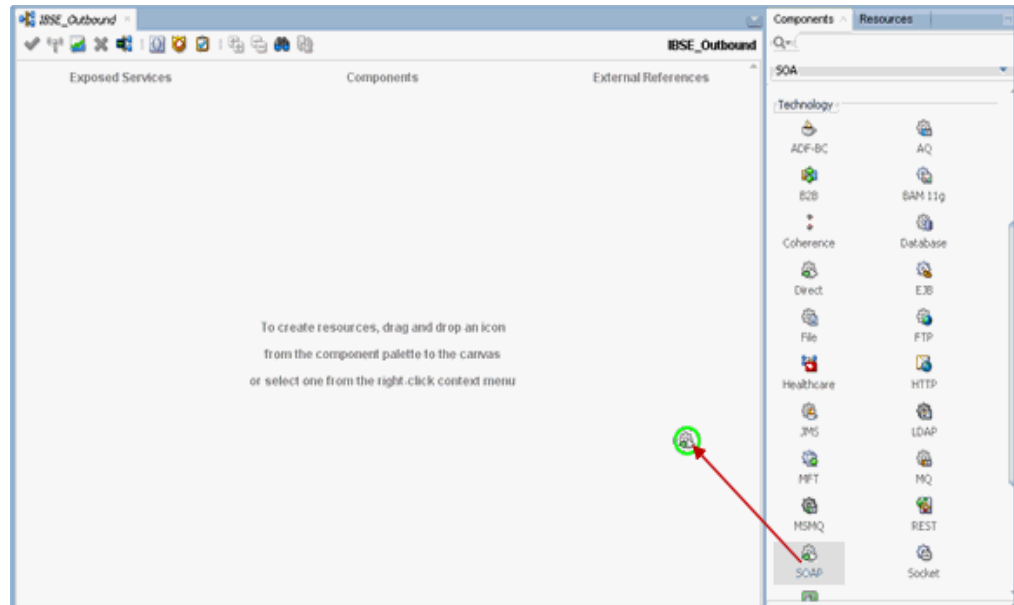 IBSE_Outbound
Components
Resources
IBSE_Outbound
Exposed Services
Components
External References
To create resources, drag and drop an icon
from the component palette to the canvas
or select one from the right-click context menu
SOA
Technology
ADF-BC
AQ
B2B
BAM 11g
Coherence
Database
Direct
EJB
File
FTP
Healthcare
HTTP
JMS
LDAP
MFT
MQ
MSMQ
REST
SOAP
Socket